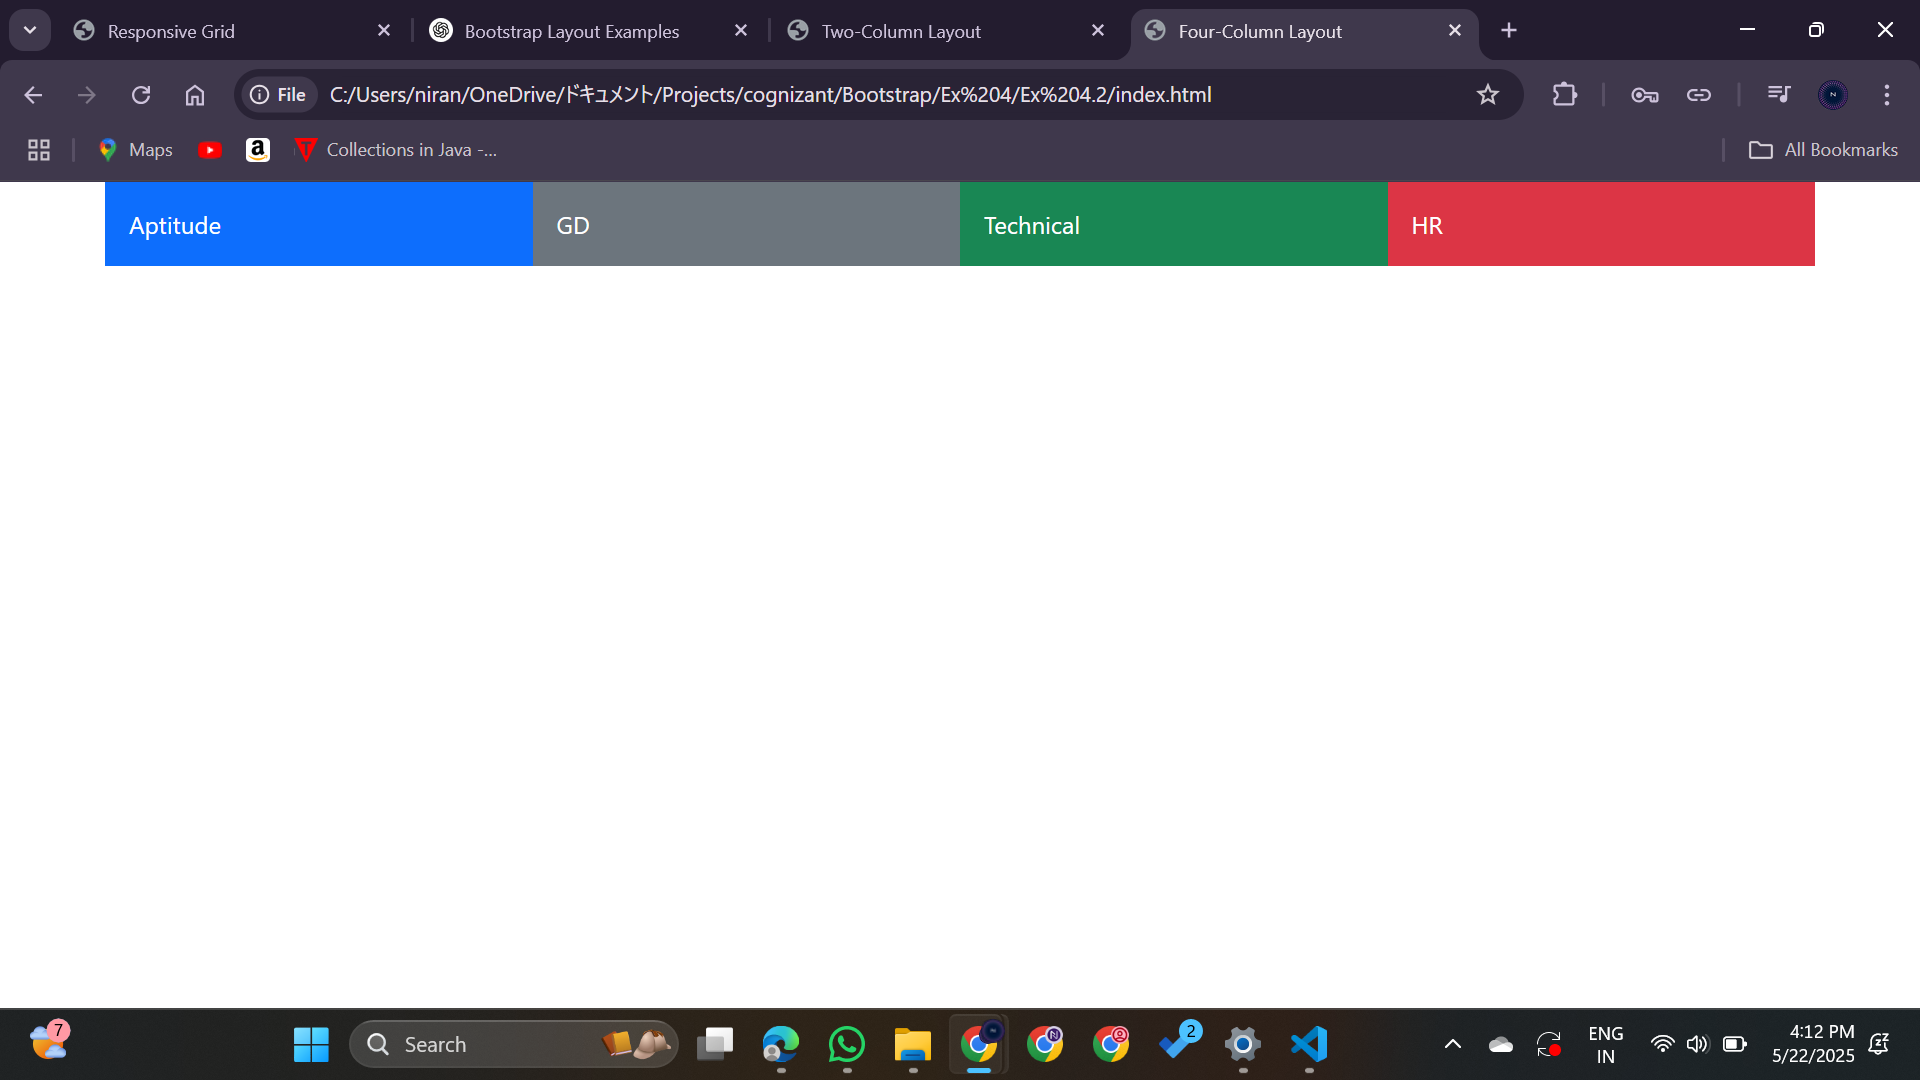 Responsive Grid
Bootstrap Layout Examples
Two-Column Layout
Four-Column Layout
File
C:/Users/niran/OneDrive/ドキュメント/Projects/cognizant/Bootstrap/Ex%204/Ex%204.2/index.html
Maps
a
Collections in Java -...
All Bookmarks
Aptitude
GD
Technical
HR
7
Search
2
ENG
IN
4:12 PM
5/22/2025